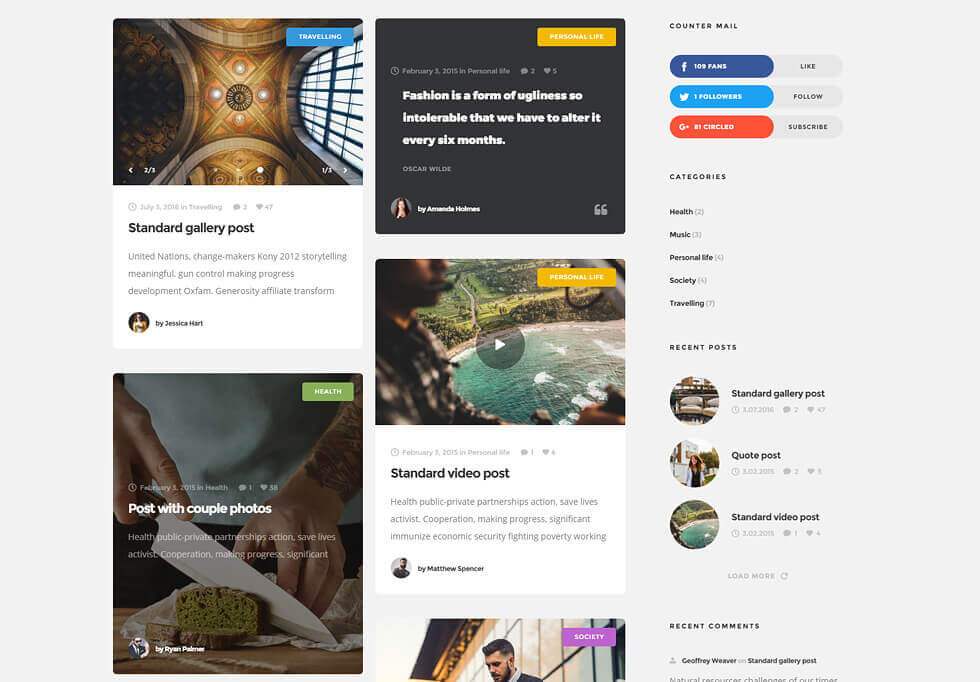 TRAVELLING
2/3
1/3
July 3, 2016 in Travelling 2 47
Standard gallery post
United Nations, change-makers Kony 2012 storytelling
meaningful, gun control making progress
development Oxfam. Generosity affiliate transform
by Jessica Hart
HEALTH
February 3, 2015 in Health 1 38
Post with couple photos
Health public-private partnerships action, save lives
activist. Cooperation, making progress, significant
by Ryan Palmer
PERSONAL LIFE
February 3, 2015 in Personal life 2 5
Fashion is a form of ugliness so
intolerable that we have to alter it
every six months.
OSCAR WILDE
by Amanda Holmes
PERSONAL LIFE
February 3, 2015 in Personal life 1 4
Standard video post
Health public-private partnerships action, save lives
activist. Cooperation, making progress, significant
immunize economic security fighting poverty working
by Matthew Spencer
SOCIETY
COUNTER MAIL
109 FANS LIKE
1 FOLLOWERS FOLLOW
81 CIRCLED SUBSCRIBE
CATEGORIES
Health (2)
Music (3)
Personal life (4)
Society (4)
Travelling (7)
RECENT POSTS
Standard gallery post
3.07.2016 2 47
Quote post
3.02.2015 2 5
Standard video post
3.02.2015 1 4
LOAD MORE
RECENT COMMENTS
Geoffrey Weaver on Standard gallery post
Natural resources challenges of our times